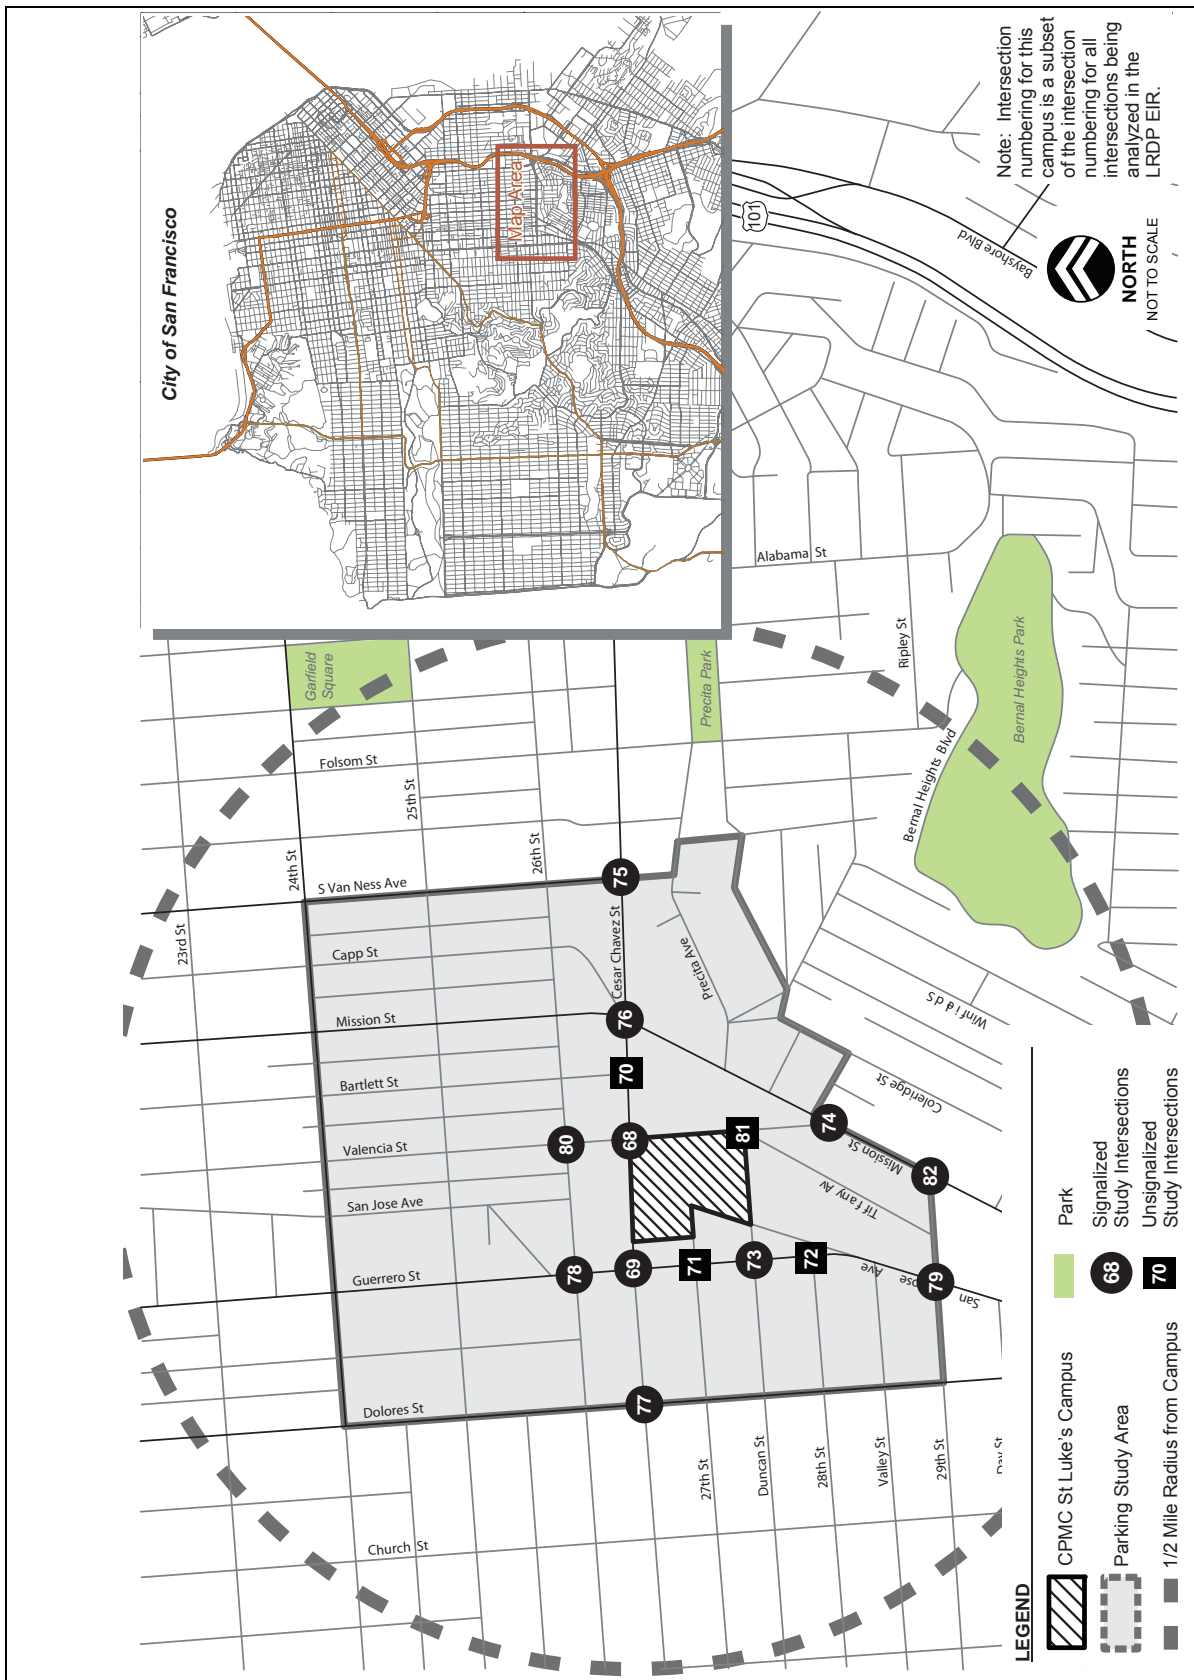 City of San Francisco
Map Area
Note: Intersection
numbering for this
campus is a subset
of the intersection
numbering for all
intersections being
analyzed in the
LRDP EIR.
101
Bayshore Blvd
NORTH
NOT TO SCALE
Garfield
Square
Precita Park
Alabama St
Ripley St
Bernal Heights Park
Bernal Heights Blvd
Folsom St
23rd St
24th St
25th St
26th St
S Van Ness Ave
Capp St
Mission St
Bartlett St
Valencia St
San Jose Ave
Guerrero St
Dolores St
Church St
Cesar Chavez St
Precita Ave
Coleridge St
Mission St
Tiffany Av
San Jose Ave
27th St
Duncan St
28th St
Valley St
29th St
75
76
70
68
80
81
74
82
69
78
71
73
72
79
77
LEGEND
CPMC St Luke's Campus
Parking Study Area
1/2 Mile Radius from Campus
Park
68
Signalized
Study Intersections
70
Unsignalized
Study Intersections